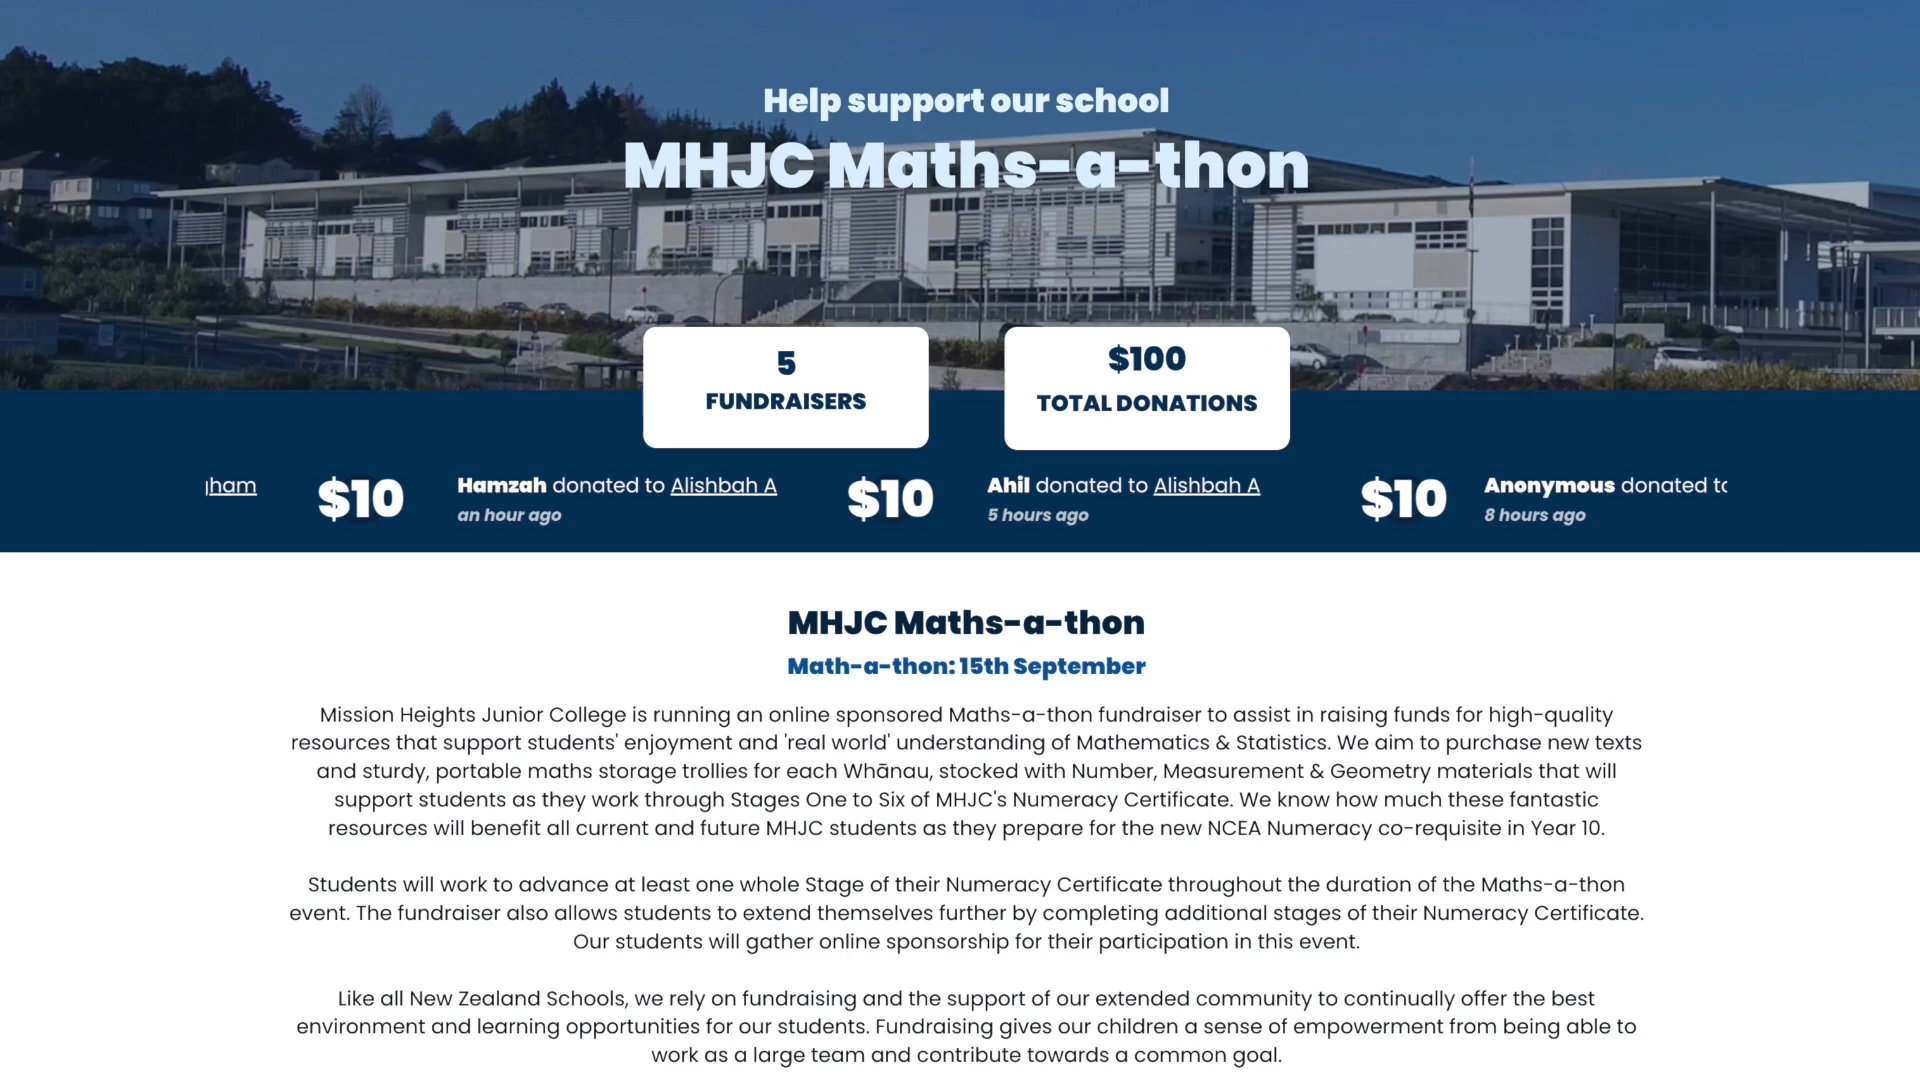 Help support our school
MHJC Maths-a-thon
5
FUNDRAISERS
$100
TOTAL DONATIONS
$10
Hamzah donated to Alishbah A
an hour ago
$10
Ahil donated to Alishbah A
5 hours ago
$10
Anonymous donated
8 hours ago
MHJC Maths-a-thon
Math-a-thon: 15th September
Mission Heights Junior College is running an online sponsored Maths-a-thon fundraiser to assist in raising funds for high-quality
resources that support students' enjoyment and 'real world' understanding of Mathematics & Statistics. We aim to purchase new texts
and sturdy, portable maths storage trollies for each Whānau, stocked with Number, Measurement & Geometry materials that will
support students as they work through Stages One to Six of MHJC's Numeracy Certificate. We know how much these fantastic
resources will benefit all current and future MHJC students as they prepare for the new NCEA Numeracy co-requisite in Year 10.
Students will work to advance at least one whole Stage of their Numeracy Certificate throughout the duration of the Maths-a-thon
event. The fundraiser also allows students to extend themselves further by completing additional stages of their Numeracy Certificate.
Our students will gather online sponsorship for their participation in this event.
Like all New Zealand Schools, we rely on fundraising and the support of our extended community to continually offer the best
environment and learning opportunities for our students. Fundraising gives our children a sense of empowerment from being able to
work as a large team and contribute towards a common goal.